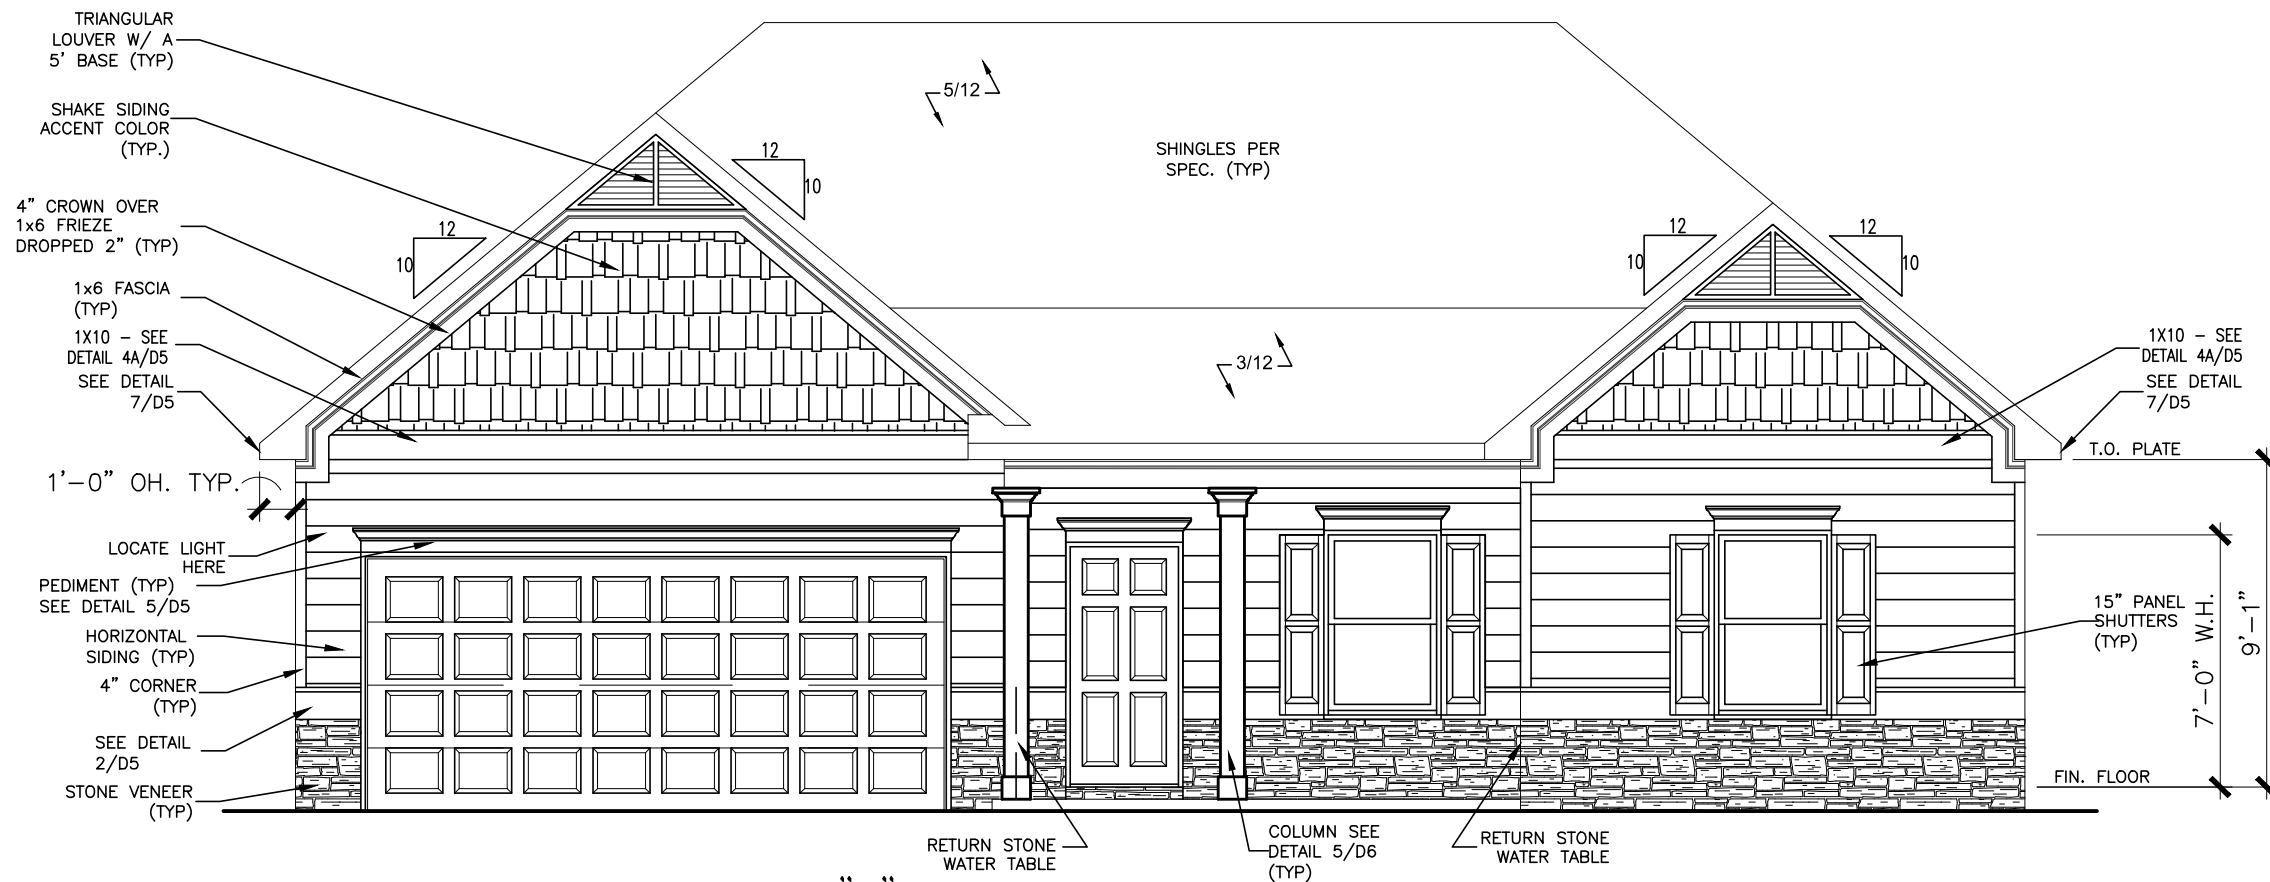 TRIANGULAR
LOUVER W/ A
5' BASE (TYP)
SHAKE SIDING
ACCENT COLOR
(TYP.)
4” CROWN OVER
1x6 FRIEZE
DROPPED 2” (TYP)
1x6 FASCIA
(TYP)
1X10 – SEE
DETAIL 4A/D5
SEE DETAIL
7/D5
1'–0” OH. TYP.
LOCATE LIGHT
HERE
PEDIMENT (TYP)
SEE DETAIL 5/D5
HORIZONTAL
SIDING (TYP)
4” CORNER
(TYP)
SEE DETAIL
2/D5
STONE VENEER
(TYP)
12
10
12
10
5/12
SHINGLES PER
SPEC. (TYP)
3/12
12
10
12
10
1X10 – SEE
DETAIL 4A/D5
SEE DETAIL
7/D5
T.O. PLATE
15” PANEL
SHUTTERS
(TYP)
7'–0” W.H.
9'–1”
FIN. FLOOR
RETURN STONE
WATER TABLE
COLUMN SEE
DETAIL 5/D6
(TYP)
RETURN STONE
WATER TABLE